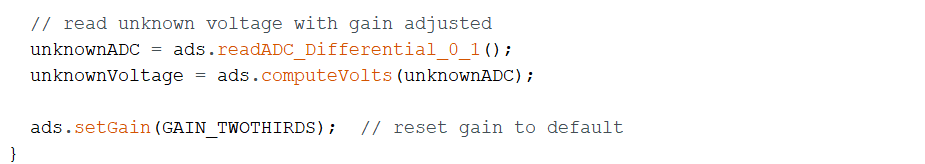 // read unknown voltage with gain adjusted
unknownADC = ads.readADC_Differential_0_1();
unknownVoltage = ads.computeVolts(unknownADC);
ads.setGain(GAIN_TWOTHIRDS);  // reset gain to default
}